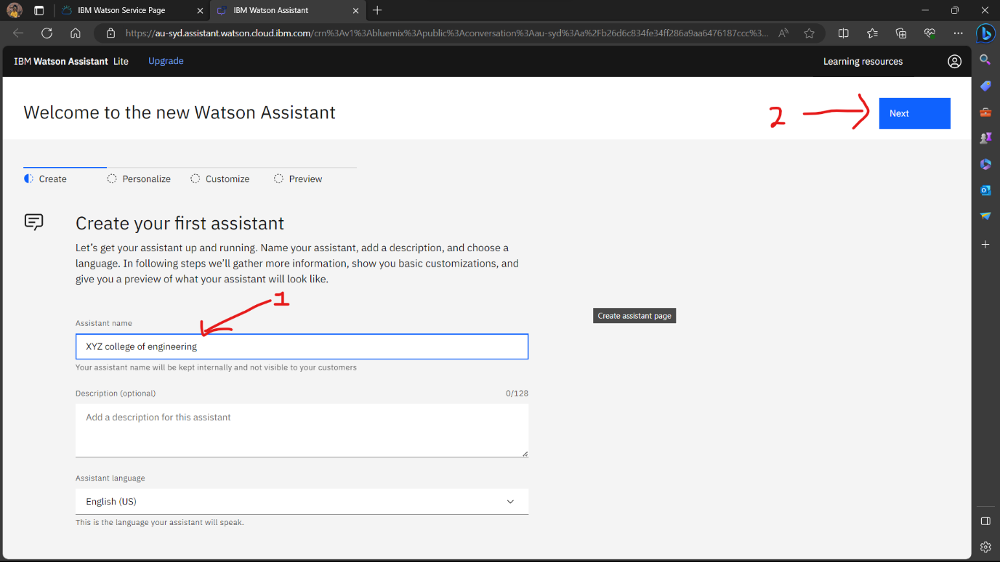 IBM Watson Service Page
IBM Watson Assistant
https://au-syd.assistant.watson.cloud.ibm.com/crn%3Av1%3Abluemix%3Apublic%3Aconversation%3Aau-syd%3Aa%2Fb26d6c834fe34ff286a9aa6476187ccc%3...
IBM Watson Assistant Lite Upgrade
Learning resources
Welcome to the new Watson Assistant
2
Next
Create Personalize Customize Preview
Create your first assistant
Let's get your assistant up and running. Name your assistant, add a description, and choose a
language. In following steps we'll gather more information, show you basic customizations, and
give you a preview of what your assistant will look like.
1
Create assistant page
Assistant name
XYZ college of engineering
Your assistant name will be kept internally and not visible to your customers
Description (optional) 0/128
Add a description for this assistant
Assistant language
English (US)
This is the language your assistant will speak.